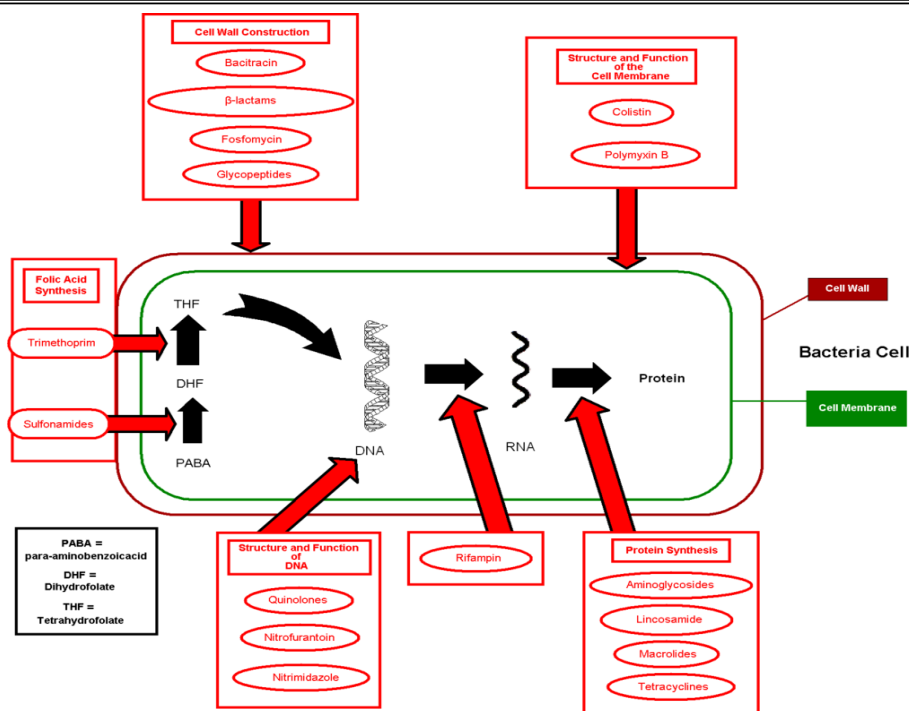 Cell Wall Construction
Bacitracin
β-lactams
Fosfomycin
Glycopeptides
Structure and Function
of the
Cell Membrane
Colistin
Polymyxin B
Folic Acid
Synthesis
Trimethoprim
Sulfonamides
THF
DHF
PABA
DNA
RNA
Protein
Cell Wall
Bacteria Cell
Cell Membrane
PABA =
para-aminobenzoicacid
DHF =
Dihydrofolate
THF =
Tetrahydrofolate
Structure and Function
of
DNA
Quinolones
Nitrofurantoin
Nitrimidazole
Rifampin
Protein Synthesis
Aminoglycosides
Lincosamide
Macrolides
Tetracyclines